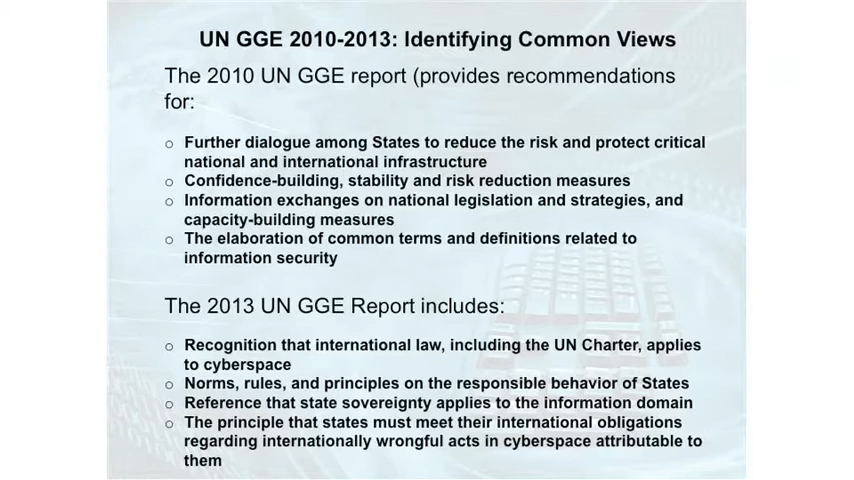 UN GGE 2010-2013: Identifying Common Views
The 2010 UN GGE report (provides recommendations
for:
○ Further dialogue among States to reduce the risk and protect critical
national and international infrastructure
○ Confidence-building, stability and risk reduction measures
○ Information exchanges on national legislation and strategies, and
capacity-building measures
○ The elaboration of common terms and definitions related to
information security
The 2013 UN GGE Report includes:
○ Recognition that international law, including the UN Charter, applies
to cyberspace
○ Norms, rules, and principles on the responsible behavior of States
○ Reference that state sovereignty applies to the information domain
○ The principle that states must meet their international obligations
regarding internationally wrongful acts in cyberspace attributable to
them